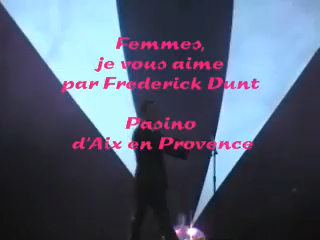 Femmes,
je vous aime
par Frederick Dunt
Pasino
d'Aix en Provence